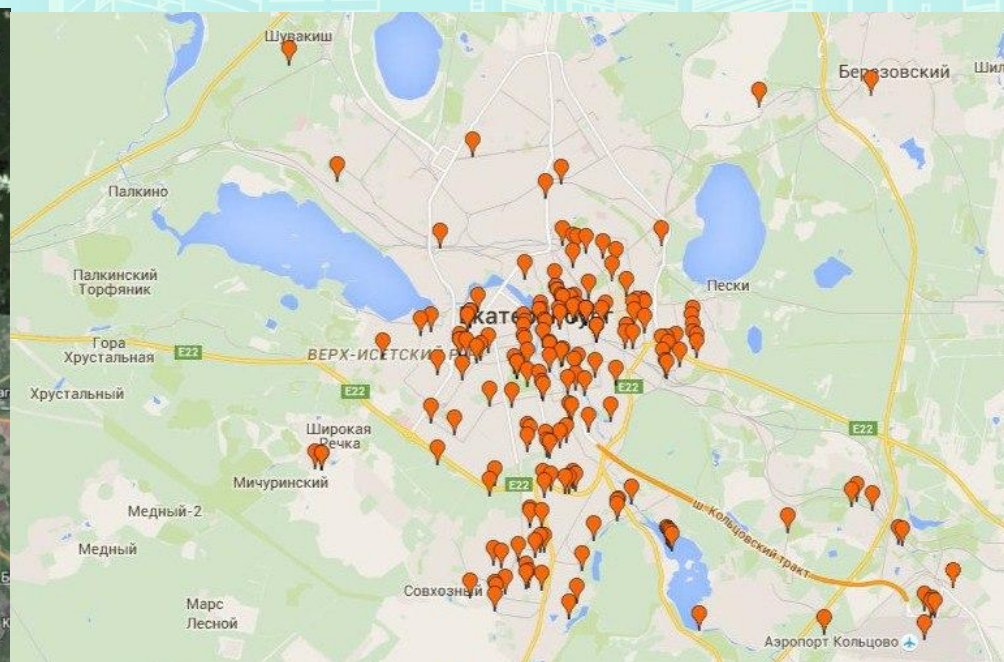 Шувакиш
Березовский
Шил
Палкино
Палкинский
Торфяник
Пески
Екатеринбург
Гора
Хрустальная
E22
ВЕРХ-ИСЕТСКИЙ
E22
E22
Хрустальный
Широкая
Речка
E22
Мичуринский
E22
Медный-2
ш. Кольцовский тракт
Медный
Совхозный
Марс
Лесной
Аэропорт Кольцово